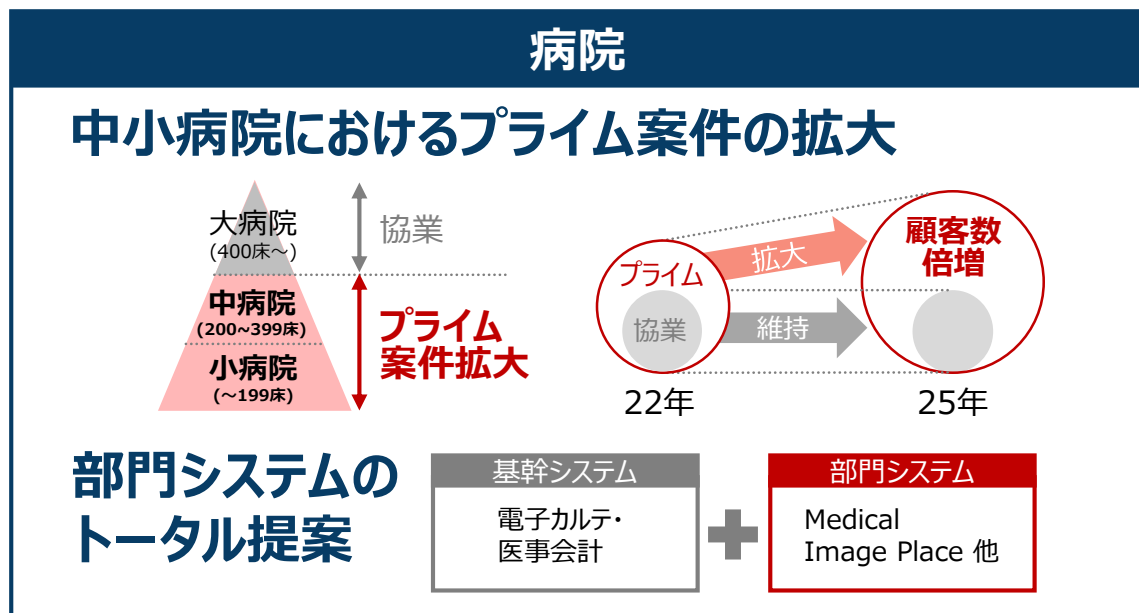 病院
中小病院におけるプライム案件の拡大
大病院
(400床～)
協業
中病院
(200~399床)
小病院
(～199床)
プライム
案件拡大
プライム
協業
拡大
維持
顧客数
倍増
22年
25年
部門システムの
トータル提案
基幹システム
電子カルテ・
医事会計
部門システム
Medical
Image Place 他